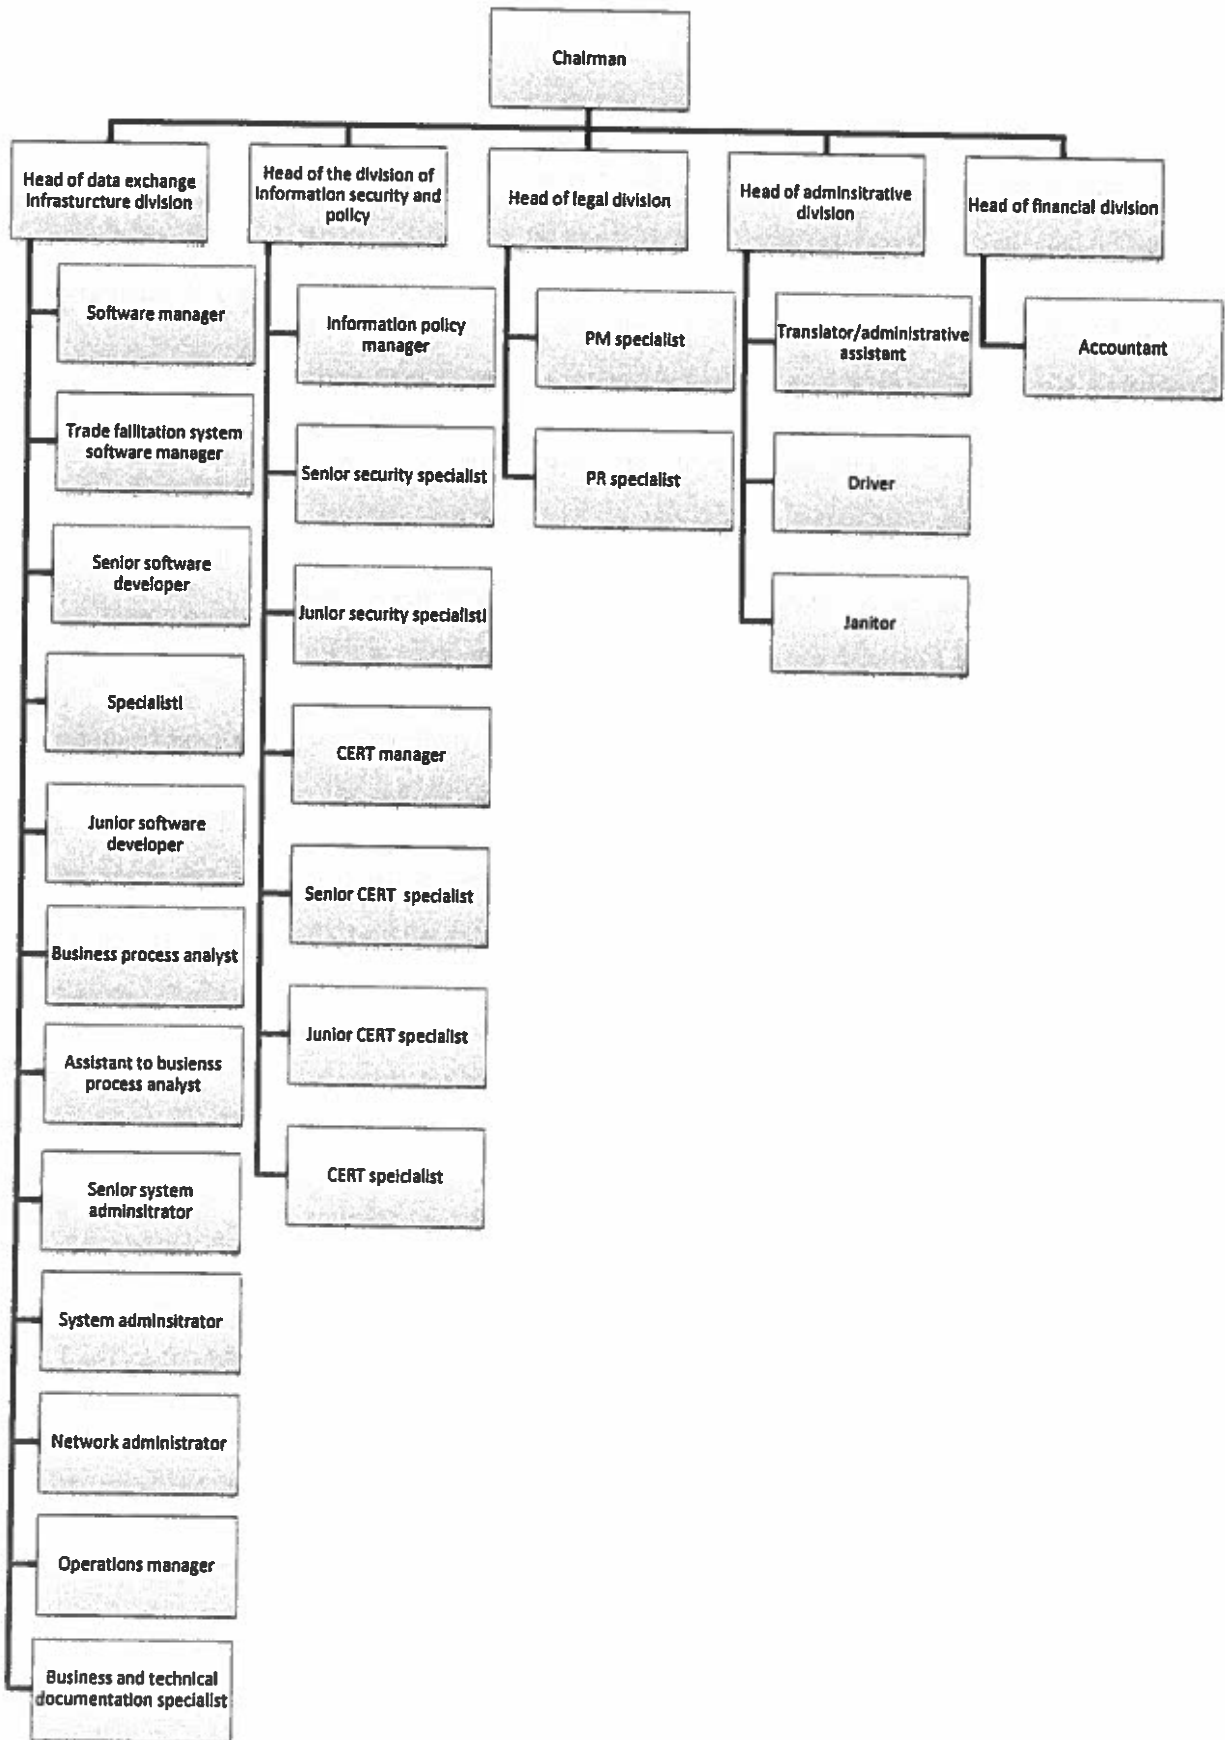 Chairman
Head of data exchange
infrasturcture division
Head of the division of
information security and
policy
Head of legal division
Head of adminsitrative
division
Head of financial division
Software manager
Trade failitation system
software manager
Senior software
developer
Specialisti
Junior software
developer
Business process analyst
Assistant to busienss
process analyst
Senior system
adminsitrator
System adminsitrator
Network administrator
Operations manager
Business and technical
documentation specialist
Information policy
manager
Senior security specialist
Junior security specialisti
CERT manager
Senior CERT specialist
Junior CERT specialist
CERT speicialist
PM specialist
PR specialist
Translator/administrative
assistant
Driver
Janitor
Accountant